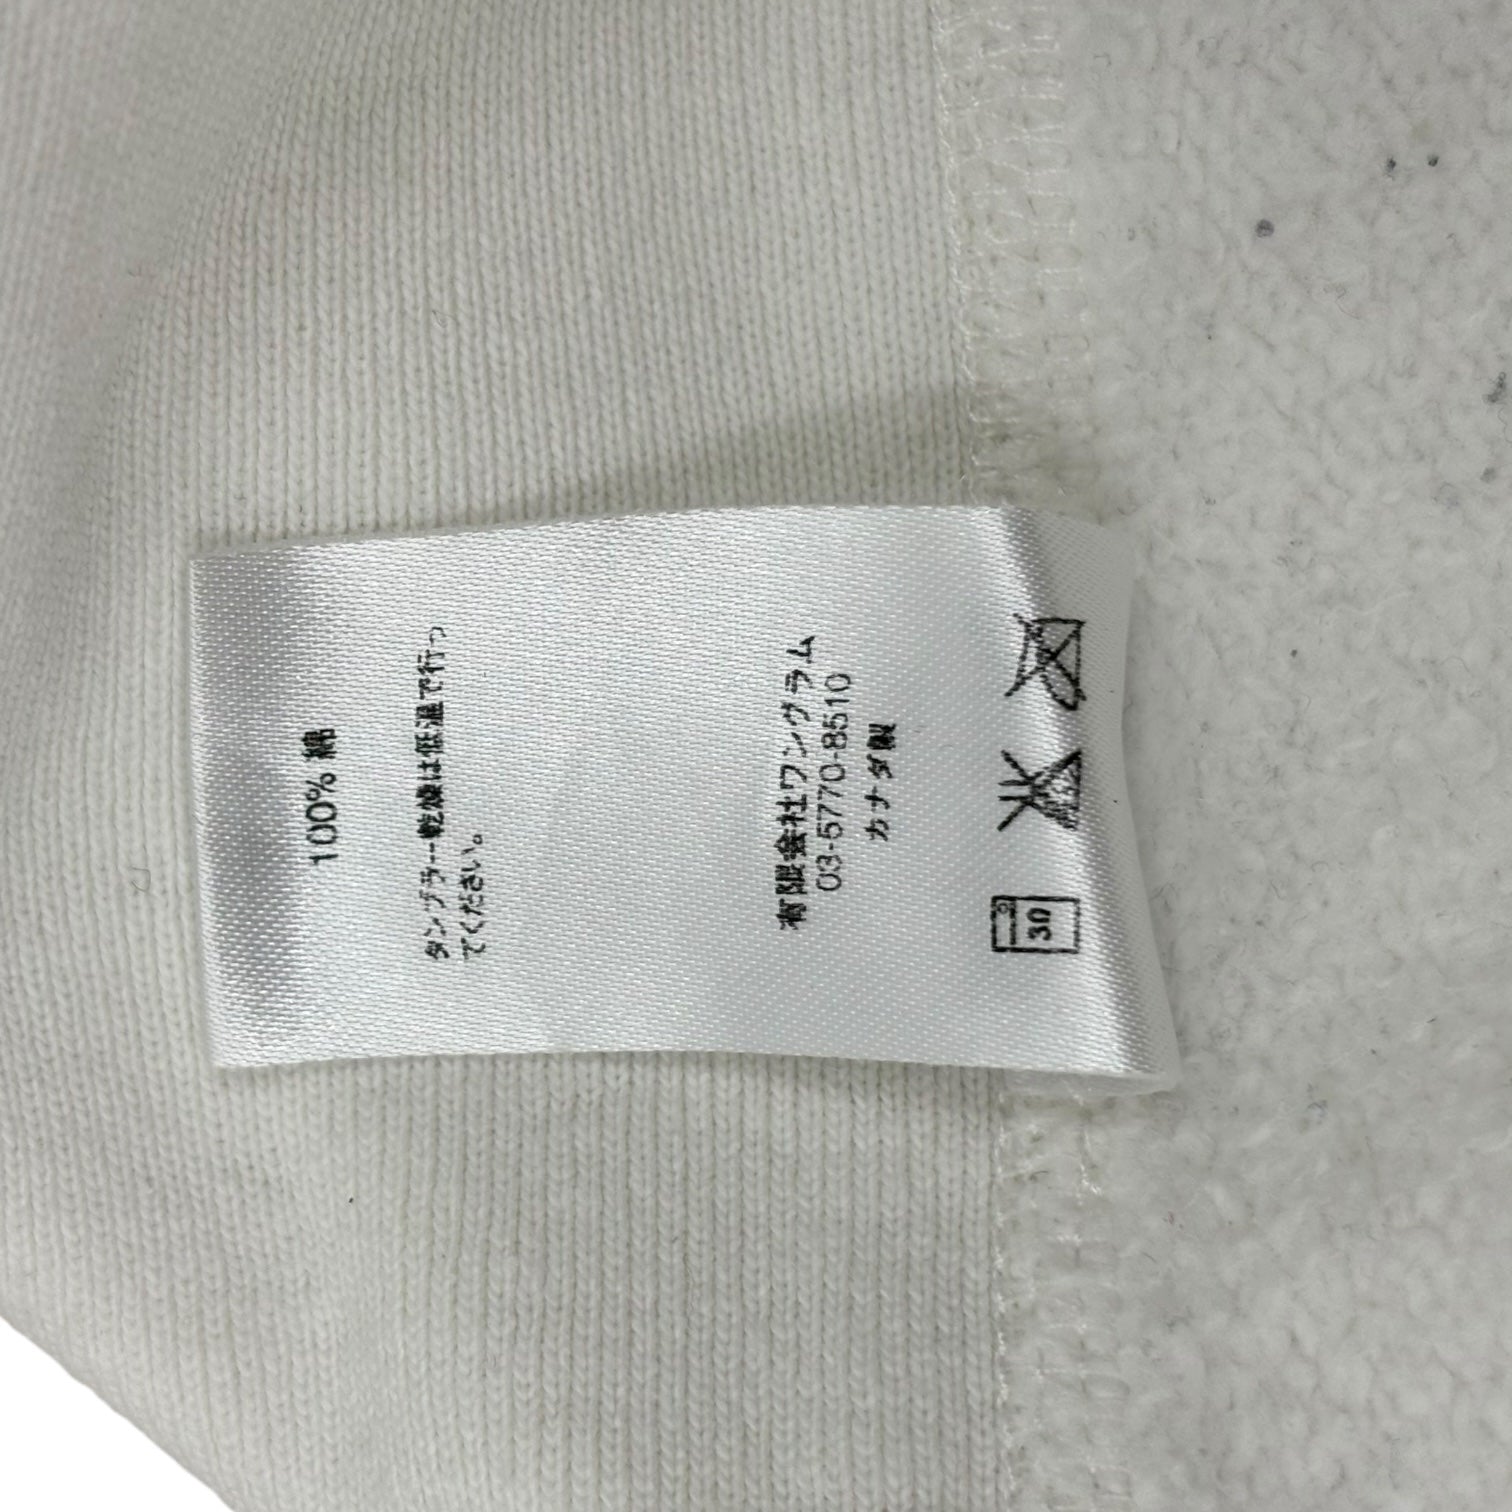 100% 綿
タンブラー乾燥は低温で行っ
てください。
有限会社ワングラム
03-5770-8510
カナダ製
30